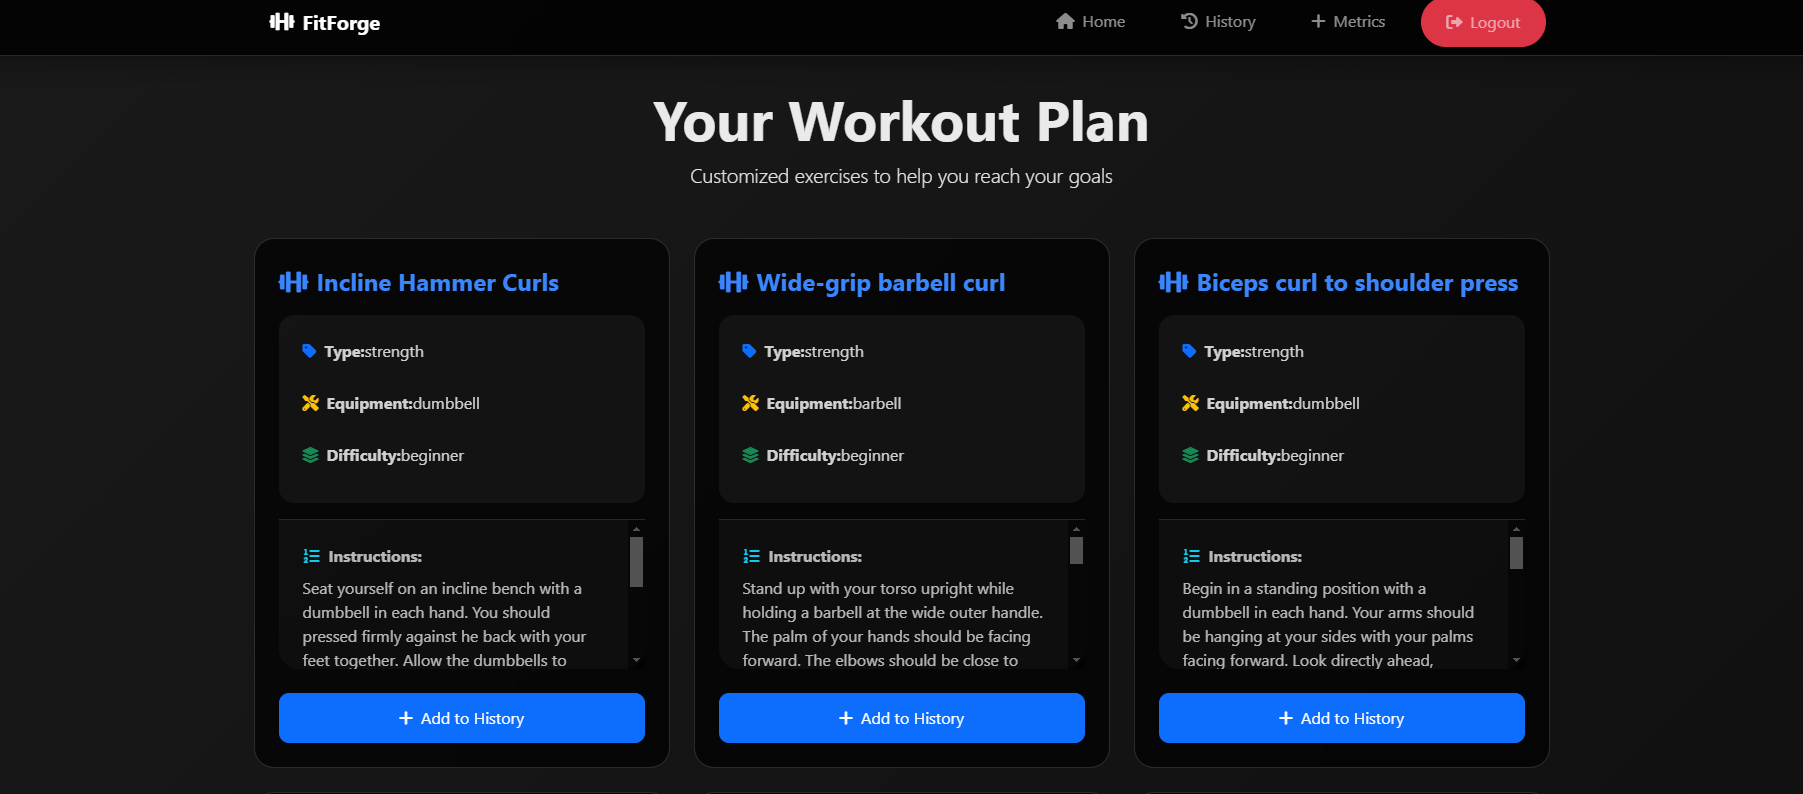 FitForge
Home
History
Metrics
Logout
Your Workout Plan
Customized exercises to help you reach your goals
Incline Hammer Curls
Type:strength
Equipment:dumbbell
Difficulty:beginner
Instructions:
Seat yourself on an incline bench with a
dumbbell in each hand. You should
pressed firmly against he back with your
feet together. Allow the dumbbells to
Add to History
Wide-grip barbell curl
Type:strength
Equipment:barbell
Difficulty:beginner
Instructions:
Stand up with your torso upright while
holding a barbell at the wide outer handle.
The palm of your hands should be facing
forward. The elbows should be close to
Add to History
Biceps curl to shoulder press
Type:strength
Equipment:dumbbell
Difficulty:beginner
Instructions:
Begin in a standing position with a
dumbbell in each hand. Your arms should
be hanging at your sides with your palms
facing forward. Look directly ahead,
Add to History